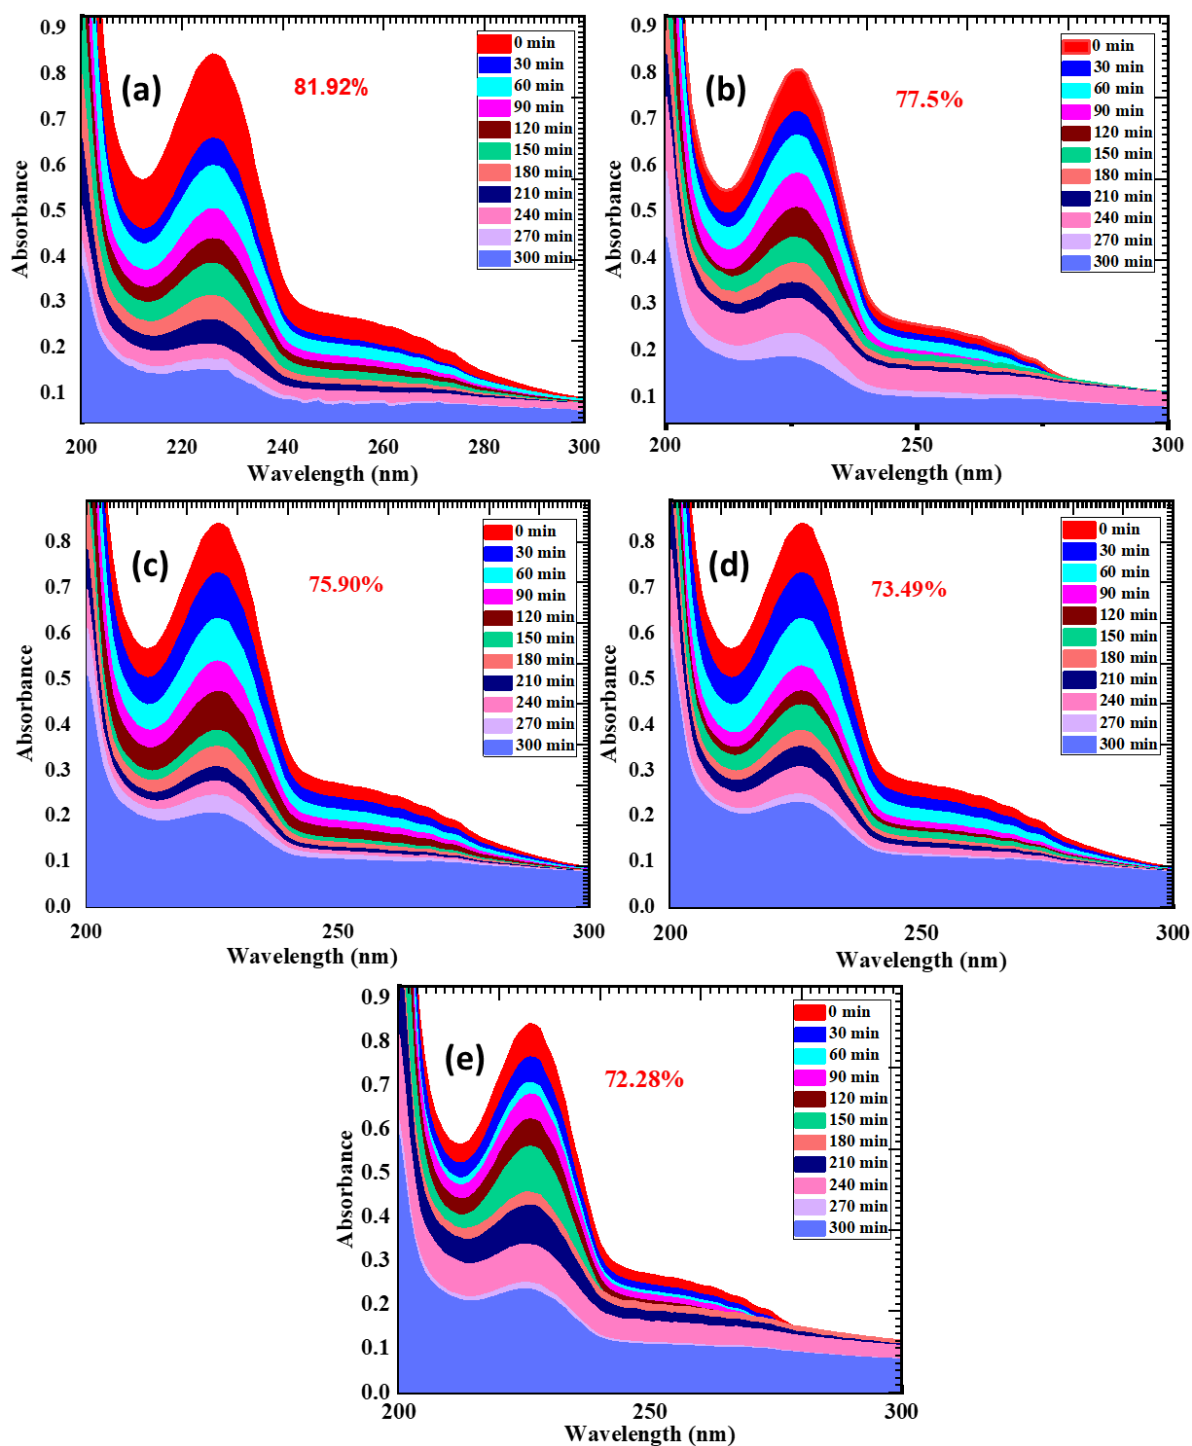 (a)
81.92%
Absorbance
0.9
0.8
0.7
0.6
0.5
0.4
0.3
0.2
0.1
0 min
30 min
60 min
90 min
120 min
150 min
180 min
210 min
240 min
270 min
300 min
200 220 240 260 280 300
Wavelength (nm)
(b)
77.5%
Absorbance
0.9
0.8
0.7
0.6
0.5
0.4
0.3
0.2
0.1
0 min
30 min
60 min
90 min
120 min
150 min
180 min
210 min
240 min
270 min
300 min
200 250 300
Wavelength (nm)
(c)
75.90%
Absorbance
0.8
0.7
0.6
0.5
0.4
0.3
0.2
0.1
0.0
0 min
30 min
60 min
90 min
120 min
150 min
180 min
210 min
240 min
270 min
300 min
200 250 300
Wavelength (nm)
(d)
73.49%
Absorbance
0.8
0.7
0.6
0.5
0.4
0.3
0.2
0.1
0.0
0 min
30 min
60 min
90 min
120 min
150 min
180 min
210 min
240 min
270 min
300 min
200 250 300
Wavelength (nm)
(e)
72.28%
Absorbance
0.9
0.8
0.7
0.6
0.5
0.4
0.3
0.2
0.1
0.0
0 min
30 min
60 min
90 min
120 min
150 min
180 min
210 min
240 min
270 min
300 min
200 250 300
Wavelength (nm)